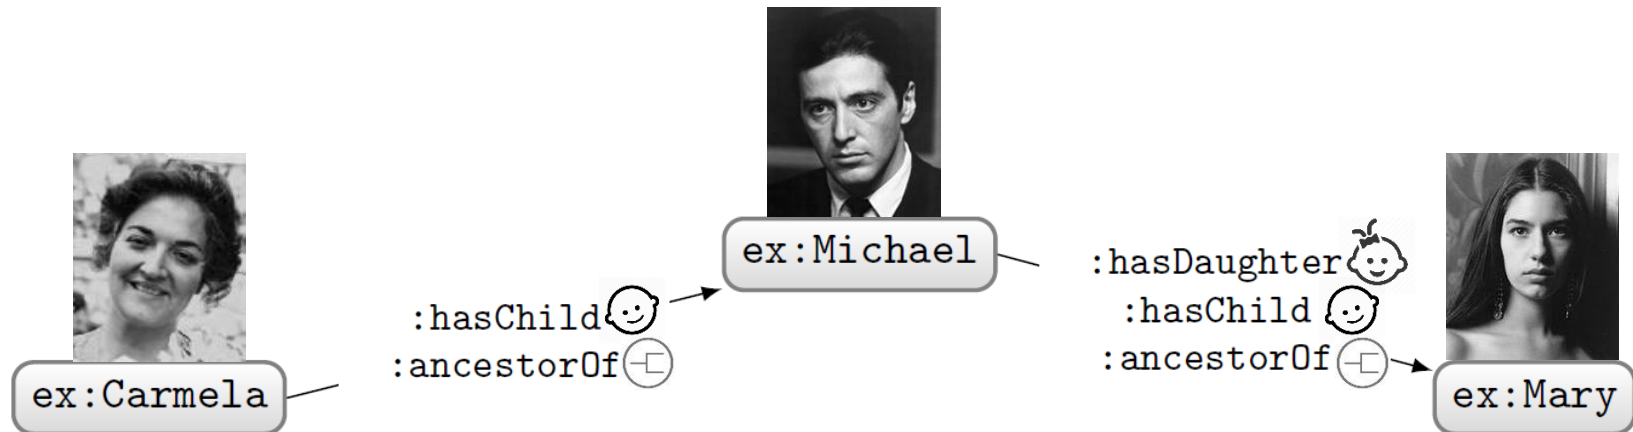 ex:Michael
:hasDaughter
:hasChild
:hasChild
:ancestorOf
:ancestorOf
ex:Carmela
ex:Mary